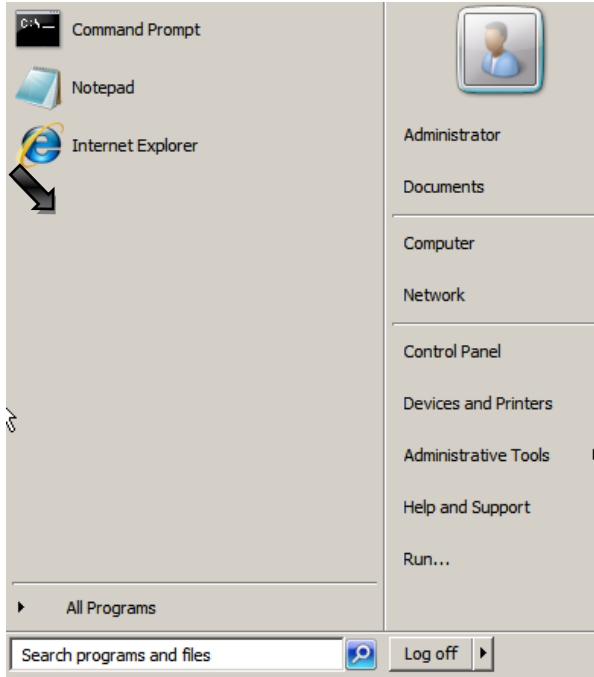 C:\
Command Prompt
Notepad
Internet Explorer
All Programs
Search programs and files
Administrator
Documents
Computer
Network
Control Panel
Devices and Printers
Administrative Tools
Help and Support
Run...
Log off